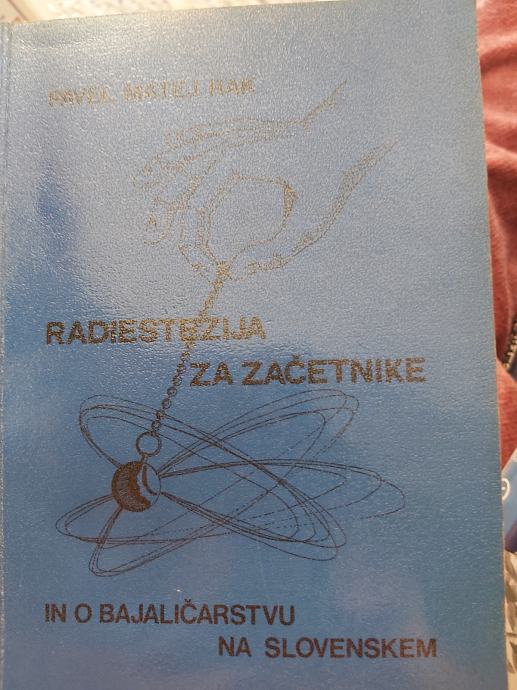 PAVEL MATEJ RAK
RADIESTEZIJA
ZA ZAČETNIKE
IN O BAJALIČARSTVU
NA SLOVENSKEM